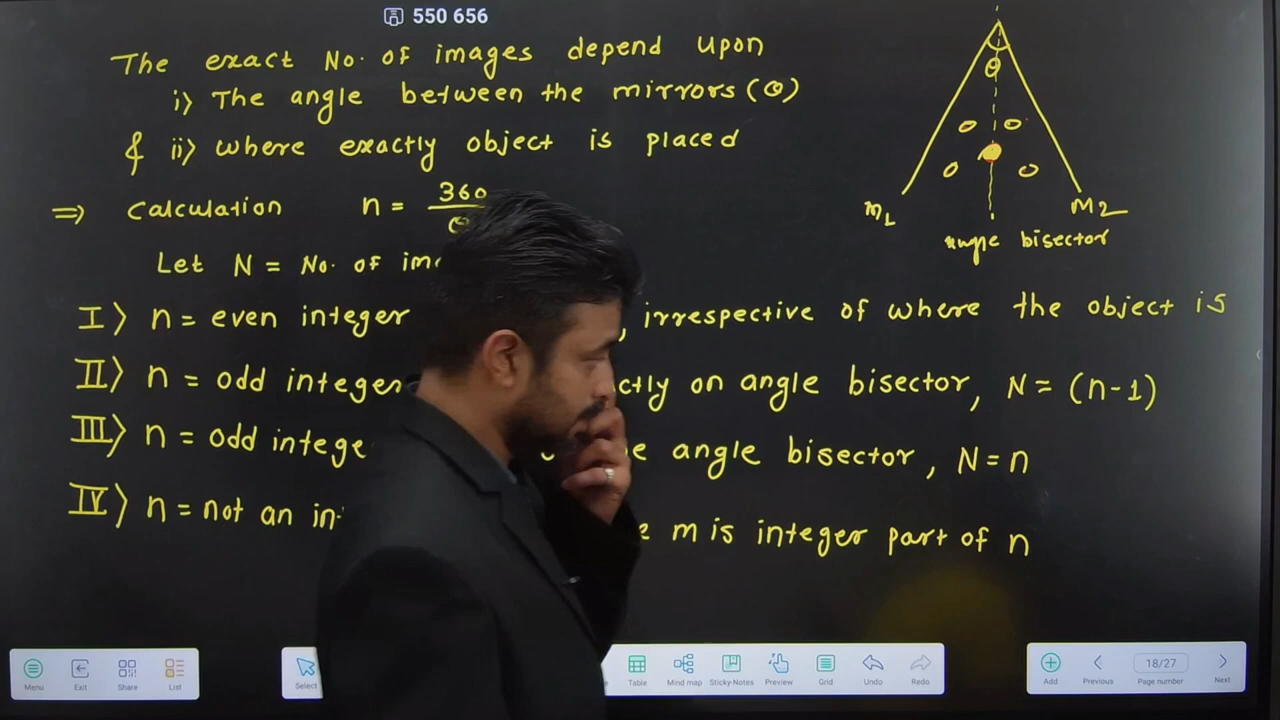 550 656
The exact No. of images depend upon
i> The angle between the mirrors (θ)
& ii> where exactly object is placed
⇒ Calculation n = 360
Let N = No. of
I> n = even integer , irrespective of where the object is
II> n = odd integer on angle bisector, N = (n-1)
III> n = odd angle bisector, N = n
IV> n = not an m is integer part of n
θ
M1 M2
angle bisector
Menu Exit Share List Select Table Mind map Sticky-Notes Preview Grid Undo Redo Add Previous 18/27 Page number Next